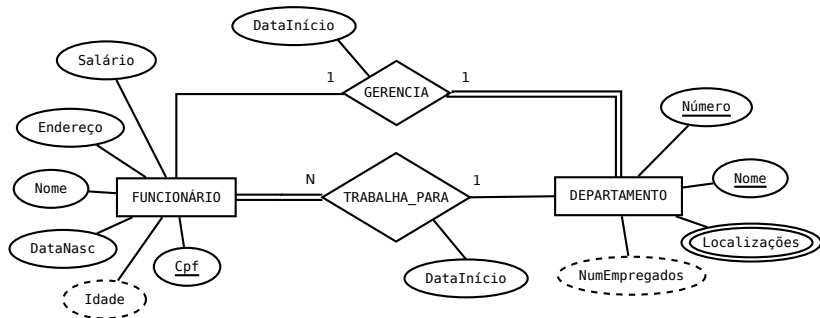 DataInício
Salário
1
1
GERENCIA
Número
Endereço
N
1
Nome
FUNCIONÁRIO
TRABALHA_PARA
DEPARTAMENTO
Nome
DataNasc
Localizações
Cpf
DataInício
NumEmpregados
Idade